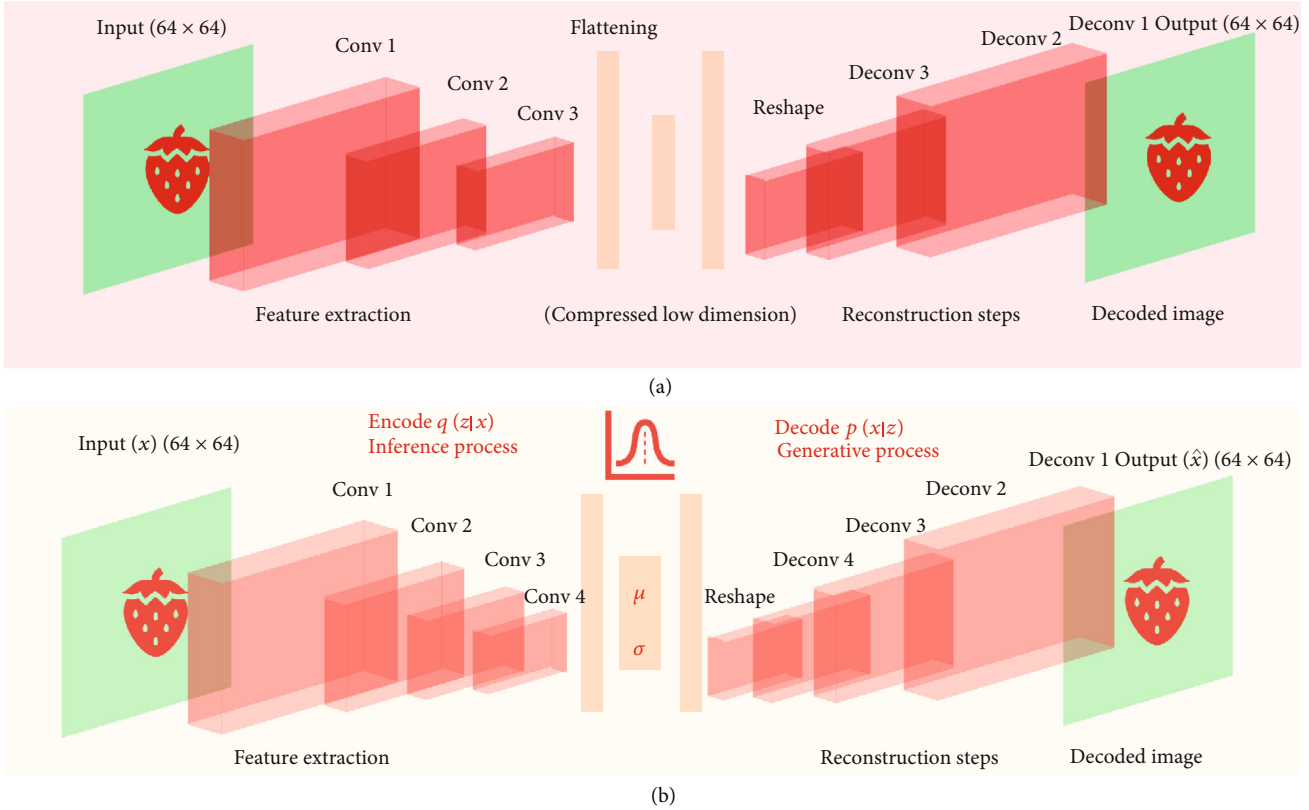 Input (64 × 64)
Conv 1
Conv 2
Conv 3
Flattening
Reshape
Deconv 3
Deconv 2
Deconv 1 Output (64 × 64)
Feature extraction
(Compressed low dimension)
Reconstruction steps
Decoded image
(a)
Encode q (z|x)
Inference process
Decode p (x|z)
Generative process
Input (x) (64 × 64)
Conv 1
Conv 2
Conv 3
Conv 4
μ
σ
Reshape
Deconv 4
Deconv 3
Deconv 2
Deconv 1 Output (x̂) (64 × 64)
Feature extraction
Reconstruction steps
Decoded image
(b)